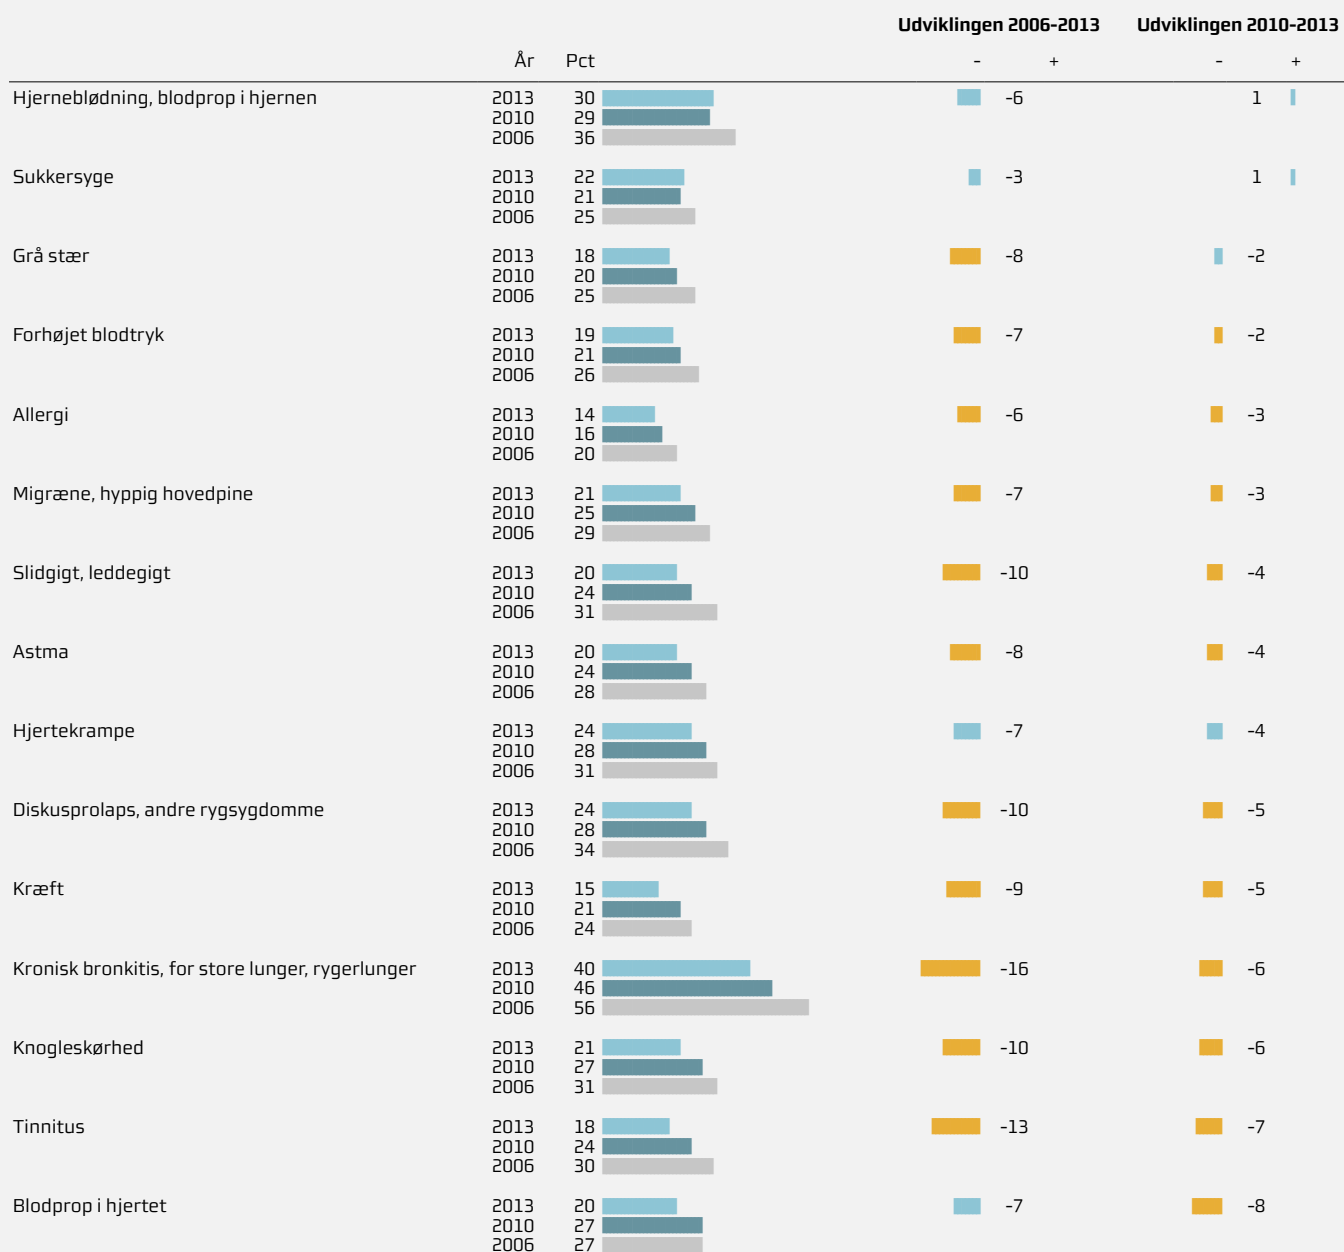 Udviklingen 2006-2013 Udviklingen 2010-2013
År Pct - + - +
Hjerneblødning, blodprop i hjernen 2013 30 -6 1
2010 29
2006 36
Sukkersyge 2013 22 -3 1
2010 21
2006 25
Grå stær 2013 18 -8 -2
2010 20
2006 25
Forhøjet blodtryk 2013 19 -7 -2
2010 21
2006 26
Allergi 2013 14 -6 -3
2010 16
2006 20
Migræne, hyppig hovedpine 2013 21 -7 -3
2010 25
2006 29
Slidgigt, leddegigt 2013 20 -10 -4
2010 24
2006 31
Astma 2013 20 -8 -4
2010 24
2006 28
Hjertekrampe 2013 24 -7 -4
2010 28
2006 31
Diskusprolaps, andre rygsygdomme 2013 24 -10 -5
2010 28
2006 34
Kræft 2013 15 -9 -5
2010 21
2006 24
Kronisk bronkitis, for store lunger, rygerlunger 2013 40 -16 -6
2010 46
2006 56
Knogleskørhed 2013 21 -10 -6
2010 27
2006 31
Tinnitus 2013 18 -13 -7
2010 24
2006 30
Blodprop i hjertet 2013 20 -7 -8
2010 27
2006 27